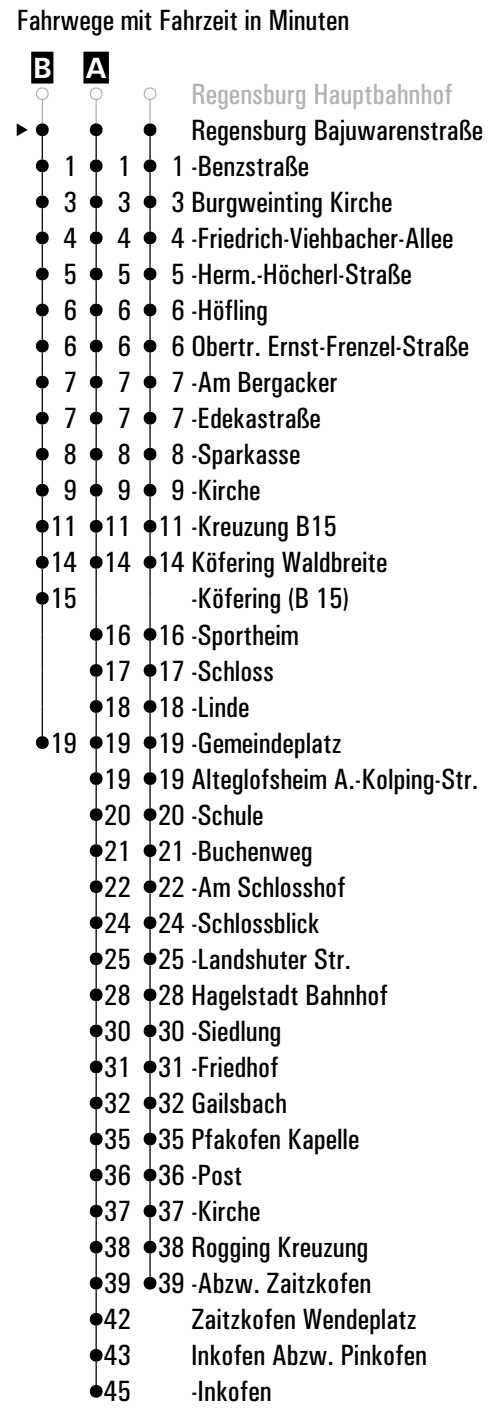 Fahrwege mit Fahrzeit in Minuten
B A
Regensburg Hauptbahnhof
Regensburg Bajuwarenstraße
1 1 1 -Benzstraße
3 3 3 Burgweinting Kirche
4 4 4 -Friedrich-Viehbacher-Allee
5 5 5 -Herm.-Höcherl-Straße
6 6 6 -Höfling
6 6 6 Obertr. Ernst-Frenzel-Straße
7 7 7 -Am Bergacker
7 7 7 -Edekastraße
8 8 8 -Sparkasse
9 9 9 -Kirche
11 11 11 -Kreuzung B15
14 14 14 Köfering Waldbreite
15 -Köfering (B 15)
16 16 -Sportheim
17 17 -Schloss
18 18 -Linde
19 19 19 -Gemeindeplatz
19 19 Alteglofsheim A.-Kolping-Str.
20 20 -Schule
21 21 -Buchenweg
22 22 -Am Schlosshof
24 24 -Schlossblick
25 25 -Landshuter Str.
28 28 Hagelstadt Bahnhof
30 30 -Siedlung
31 31 -Friedhof
32 32 Gailsbach
35 35 Pfakofen Kapelle
36 36 -Post
37 37 -Kirche
38 38 Rogging Kreuzung
39 39 -Abzw. Zaitzkofen
42 Zaitzkofen Wendeplatz
43 Inkofen Abzw. Pinkofen
45 -Inkofen